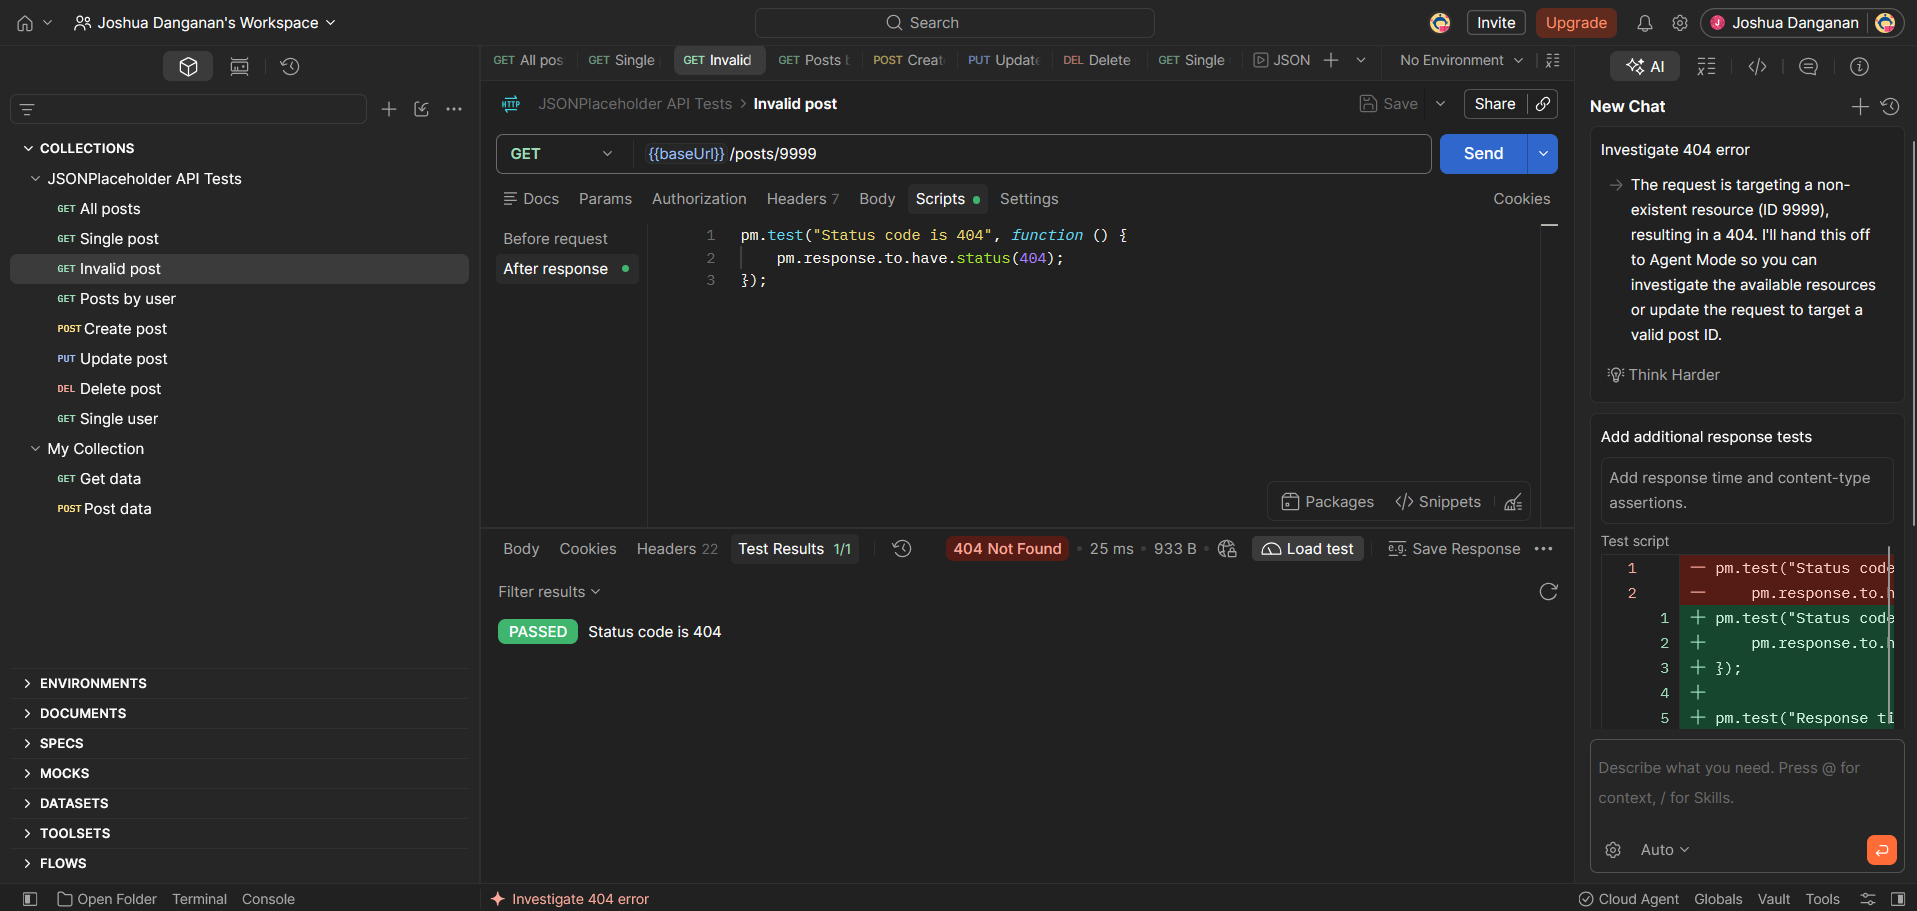 Joshua Danganan's Workspace
Search
Invite
Upgrade
J
Joshua Danganan
COLLECTIONS
JSONPlaceholder API Tests
GET All posts
GET Single post
GET Invalid post
GET Posts by user
POST Create post
PUT Update post
DEL Delete post
GET Single user
My Collection
GET Get data
POST Post data
ENVIRONMENTS
DOCUMENTS
SPECS
MOCKS
DATASETS
TOOLSETS
FLOWS
GET All pos
GET Single
GET Invalid
GET Posts b
POST Creat
PUT Updat
DEL Delete
GET Single
JSON
No Environment
HTTP
JSONPlaceholder API Tests > Invalid post
Save
Share
GET
{{baseUrl}} /posts/9999
Send
Docs
Params
Authorization
Headers 7
Body
Scripts
Settings
Cookies
Before request
After response
1 pm.test("Status code is 404", function () {
2 pm.response.to.have.status(404);
3 });
Packages
Snippets
Body
Cookies
Headers 22
Test Results 1/1
404 Not Found
25 ms
933 B
Load test
e.g. Save Response
Filter results
PASSED Status code is 404
AI
New Chat
Investigate 404 error
The request is targeting a non-
existent resource (ID 9999),
resulting in a 404. I'll hand this off
to Agent Mode so you can
investigate the available resources
or update the request to target a
valid post ID.
Think Harder
Add additional response tests
Add response time and content-type
assertions.
Test script
1 — pm.test("Status code
2 — pm.response.to.h
1 + pm.test("Status code
2 + pm.response.to.h
3 + });
4 +
5 + pm.test("Response ti
Describe what you need. Press @ for
context, / for Skills.
Auto
Open Folder
Terminal
Console
Investigate 404 error
Cloud Agent
Globals
Vault
Tools